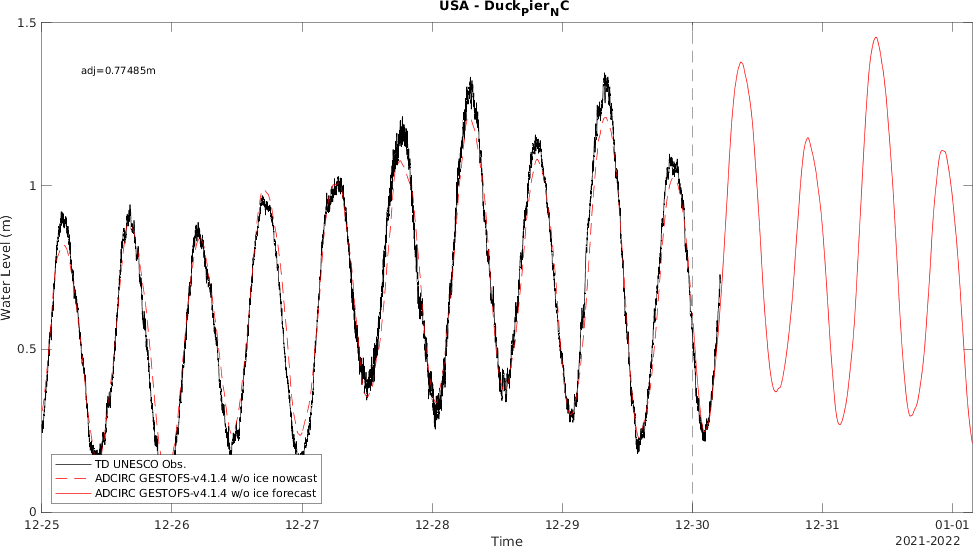 USA - DuckPierNC
1.5
adj=0.77485m
1
Water Level (m)
0.5
TD UNESCO Obs.
ADCIRC GESTOFS-v4.1.4 w/o ice nowcast
ADCIRC GESTOFS-v4.1.4 w/o ice forecast
0
12-25 12-26 12-27 12-28 12-29 12-30 12-31 01-01
Time
2021-2022